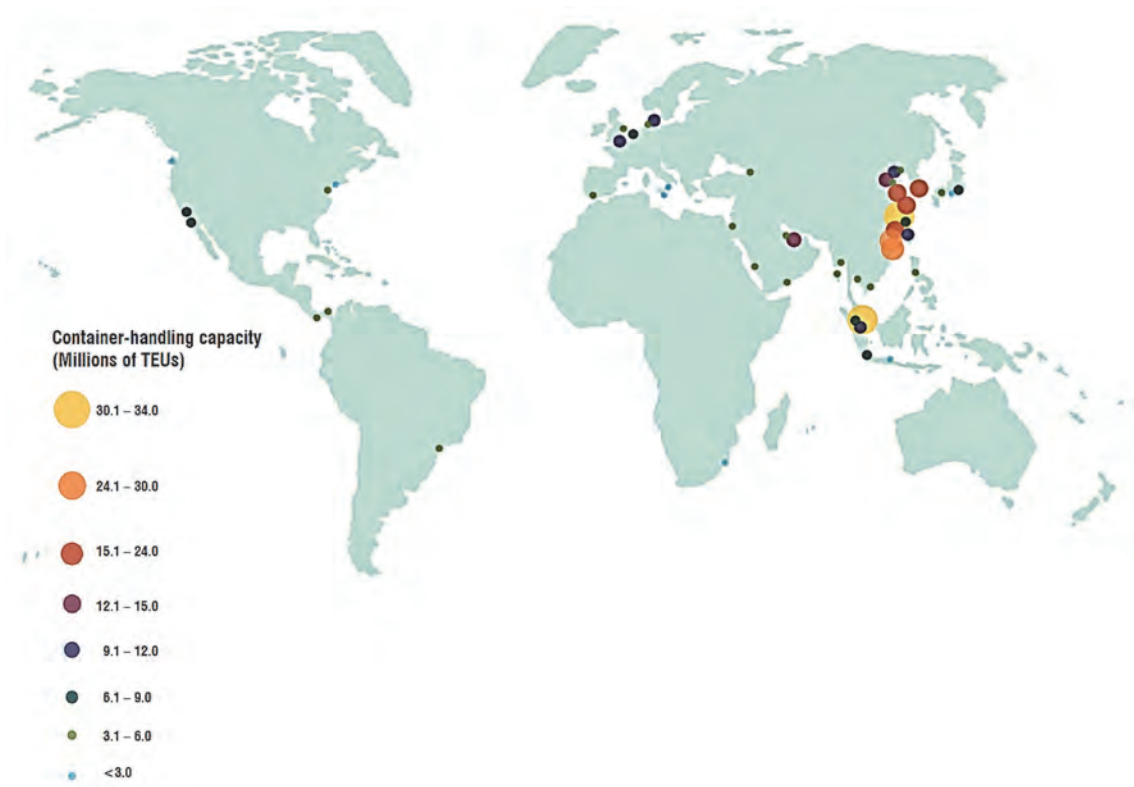 Container-handling capacity
(Millions of TEUs)
30.1 – 34.0
24.1 – 30.0
15.1 – 24.0
12.1 – 15.0
9.1 – 12.0
6.1 – 9.0
3.1 – 6.0
<3.0